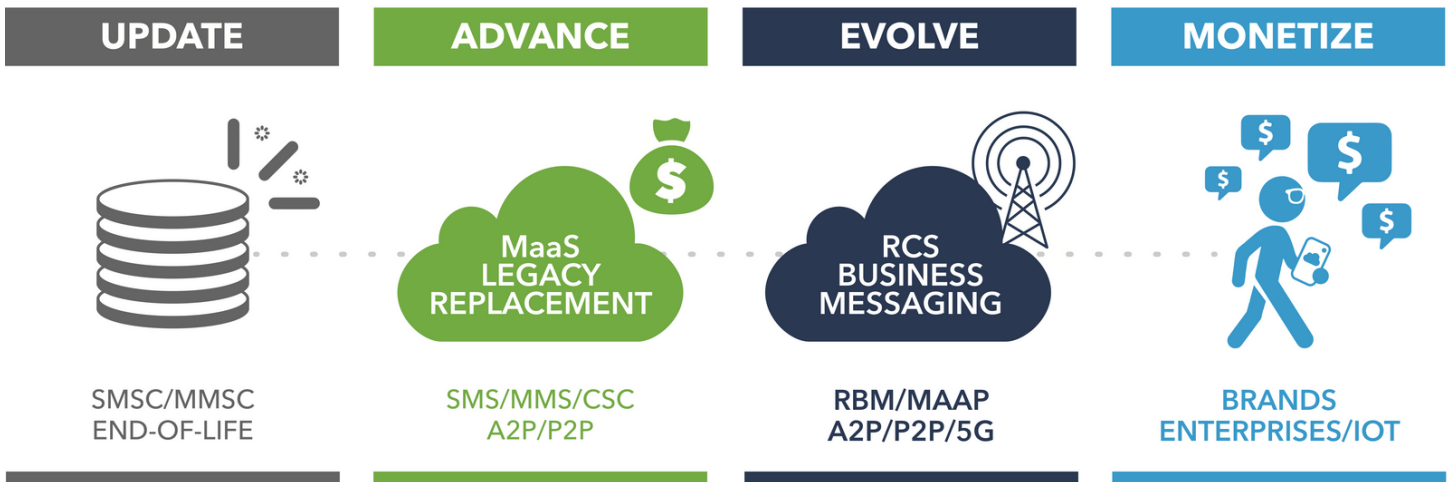 UPDATE
ADVANCE
EVOLVE
MONETIZE
$
$
$
$
$
MaaS
LEGACY
REPLACEMENT
RCS
BUSINESS
MESSAGING
SMSC/MMSC
END-OF-LIFE
SMS/MMS/CSC
A2P/P2P
RBM/MAAP
A2P/P2P/5G
BRANDS
ENTERPRISES/IOT